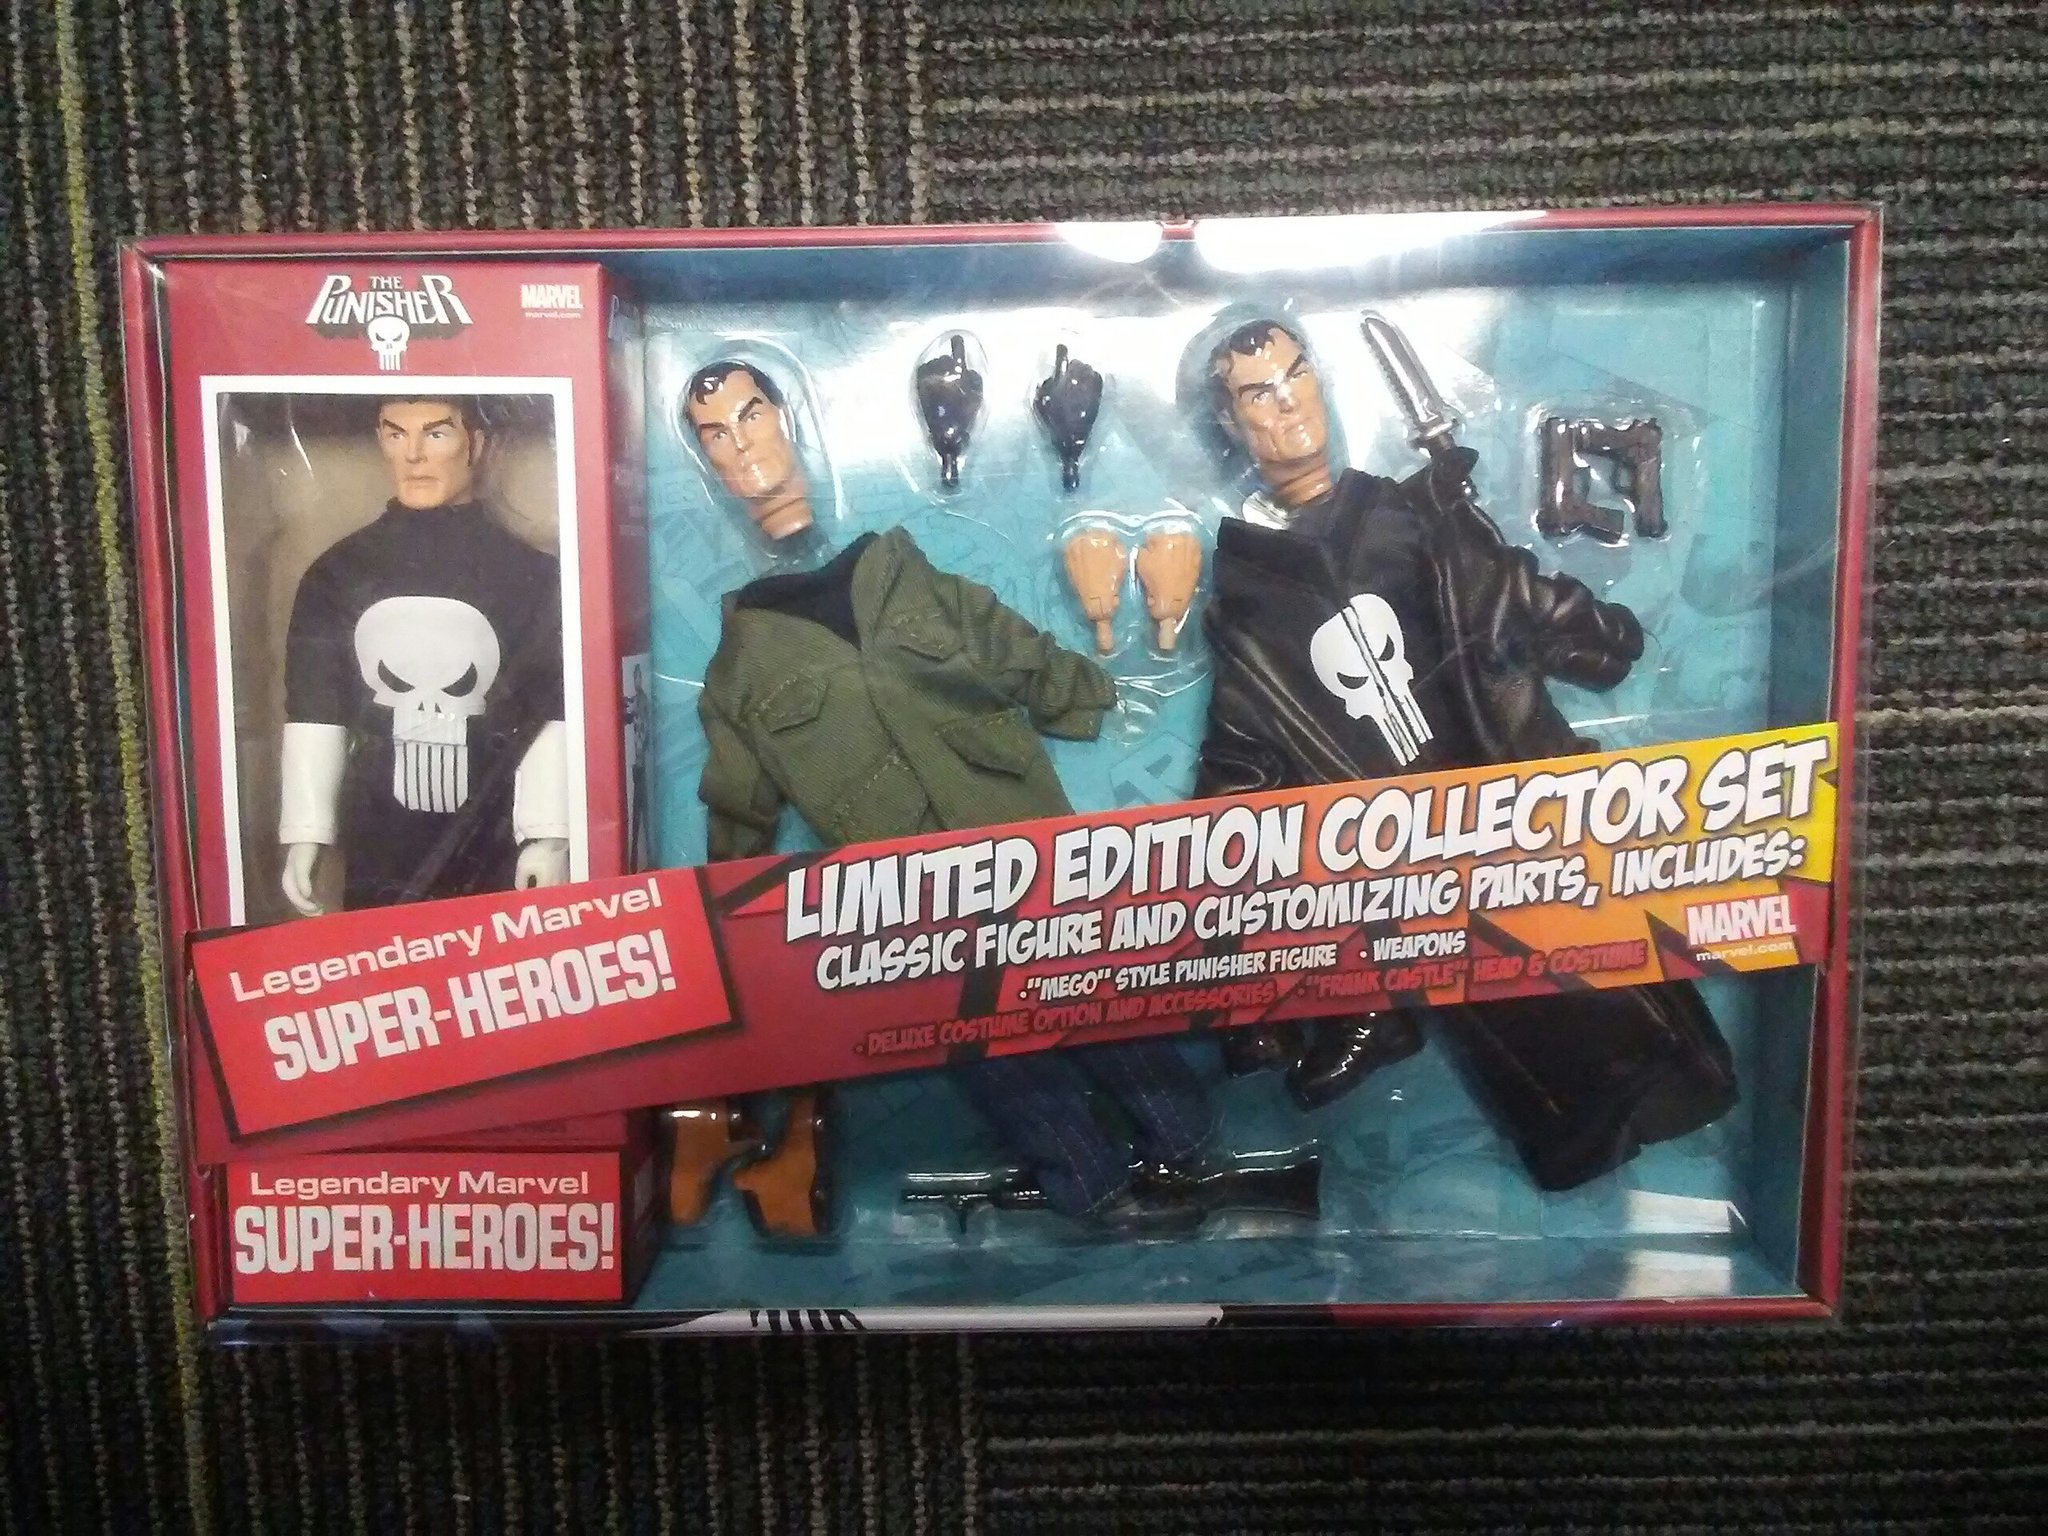 THE
PUNISHER
MARVEL
marvel.com
LIMITED EDITION COLLECTOR SET
CLASSIC FIGURE AND CUSTOMIZING PARTS, INCLUDES:
• "MEGO" STYLE PUNISHER FIGURE • WEAPONS
• DELUXE COSTUME OPTION AND ACCESSORIES • "FRANK CASTLE" HEAD & COSTUME
MARVEL
marvel.com
Legendary Marvel
SUPER-HEROES!
Legendary Marvel
SUPER-HEROES!